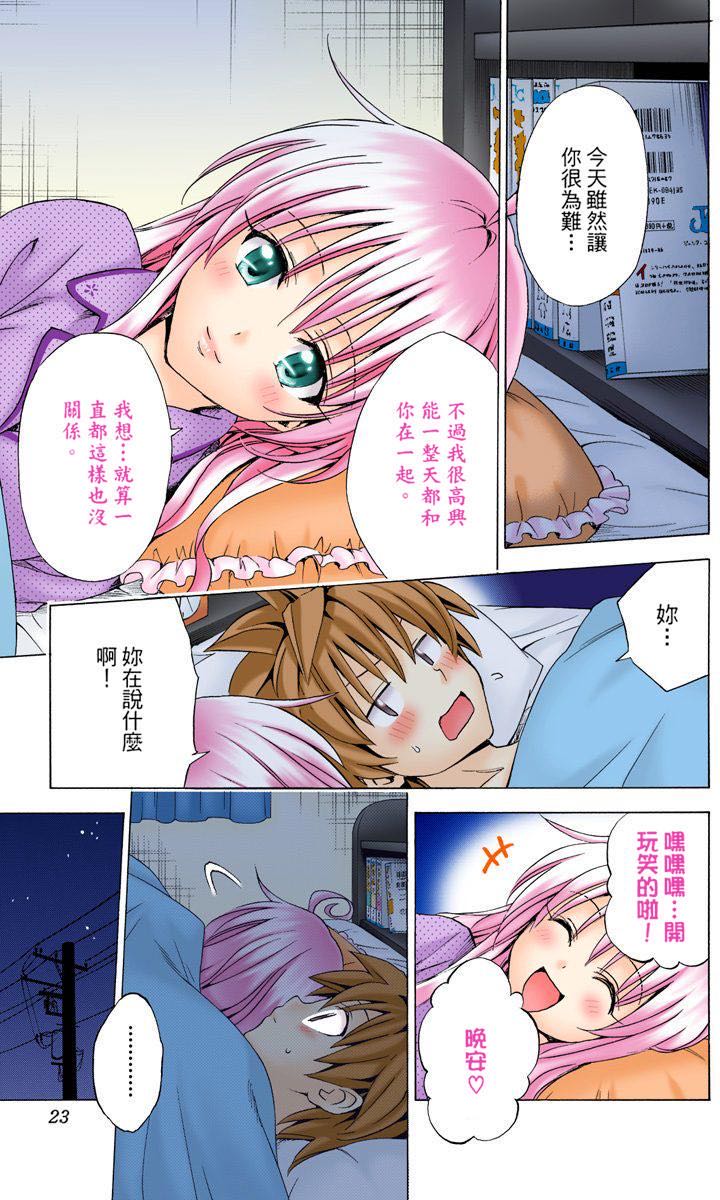 今天雖然讓
你很為難…
不過我很高興
能一整天都和
你在一起。
我想…就算一
直都這樣也沒
關係。
妳…
妳在說什麼
啊！
嘿嘿嘿…開
玩笑的啦！
晚安♡
………
23